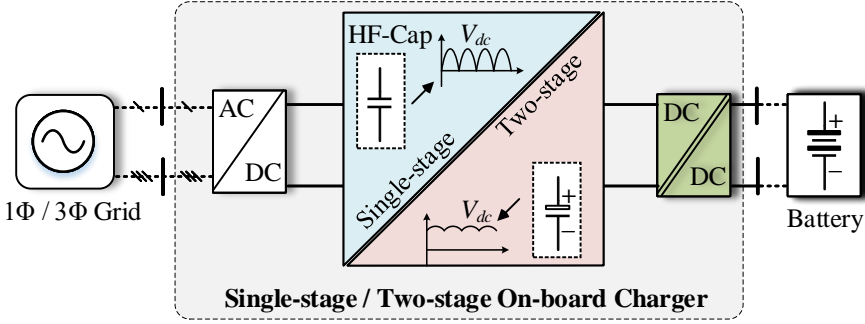 HF-Cap
V_dc
Two-stage
Single-stage
V_dc
AC
DC
DC
DC
1Φ / 3Φ Grid
Battery
Single-stage / Two-stage On-board Charger